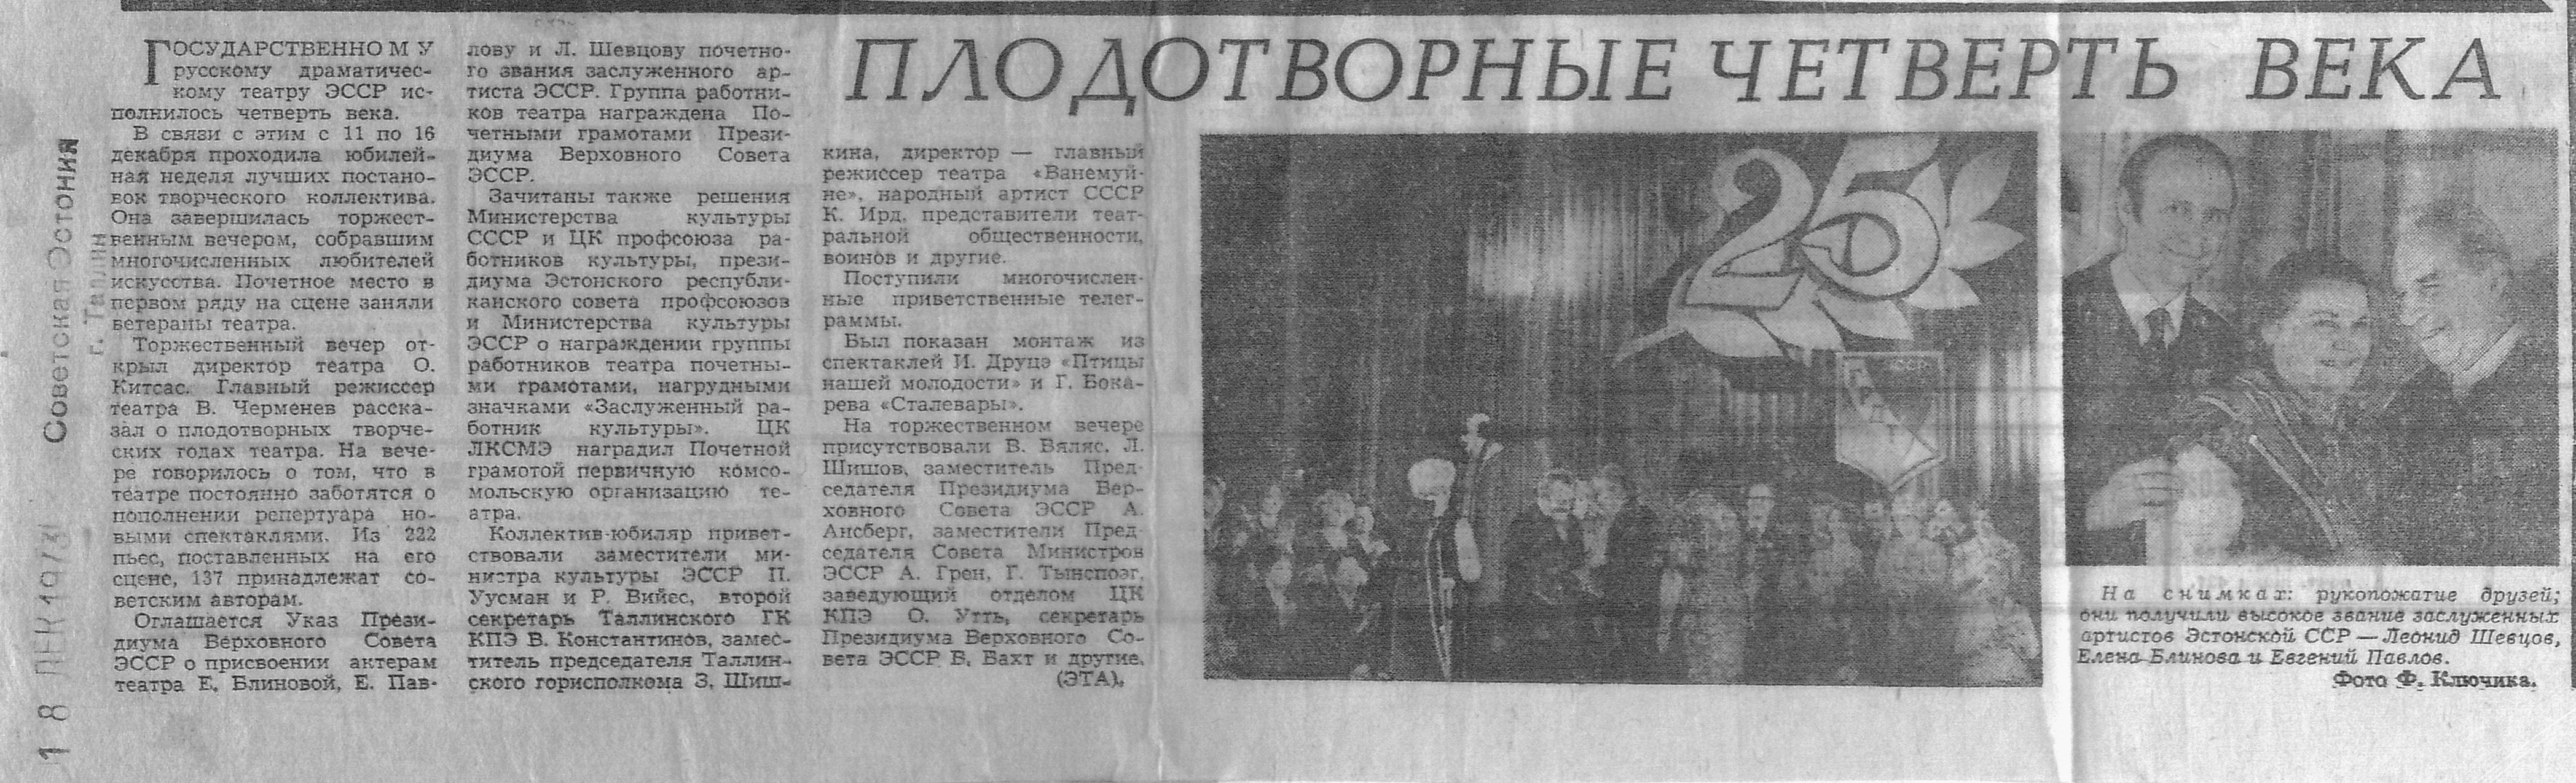 ПЛОДОТВОРНЫЕ ЧЕТВЕРТЬ ВЕКА
ГОСУДАРСТВЕННОМУ
русскому драматичес-
кому театру ЭССР ис-
полнилось четверть века.
В связи с этим с 11 по 16
декабря проходила юбилей-
ная неделя лучших постано-
вок творческого коллектива.
Она завершилась торжест-
венным вечером, собравшим
многочисленных любителей
искусства. Почетное место в
первом ряду на сцене заняли
ветераны театра.
Торжественный вечер от-
крыл директор театра О.
Китсас. Главный режиссер
театра В. Черменев расска-
зал о плодотворных творче-
ских годах театра. На вече-
ре говорилось о том, что в
театре постоянно заботятся о
пополнении репертуара но-
выми спектаклями. Из 222
пьес, поставленных на его
сцене, 137 принадлежат со-
ветским авторам.
Оглашается Указ Прези-
диума Верховного Совета
ЭССР о присвоении актерам
театра Е. Блиновой, Е. Пав-
лову и Л. Шевцову почетно-
го звания заслуженного ар-
тиста ЭССР. Группа работни-
ков театра награждена По-
четными грамотами Прези-
диума Верховного Совета
ЭССР.
Зачитаны также решения
Министерства культуры
СССР и ЦК профсоюза ра-
ботников культуры, прези-
диума Эстонского республи-
канского совета профсоюзов
и Министерства культуры
ЭССР о награждении группы
работников театра почетны-
ми грамотами, нагрудными
значками «Заслуженный ра-
ботник культуры». ЦК
ЛКСМЭ наградил Почетной
грамотой первичную комсо-
мольскую организацию те-
атра.
Коллектив-юбиляр привет-
ствовали заместители ми-
нистра культуры ЭССР П.
Уусман и Р. Вийес, второй
секретарь Таллинского ГК
КПЭ В. Константинов, замес-
титель председателя Таллин-
ского горисполкома З. Шиш-
кина, директор — главный
режиссер театра «Ванемуй-
не», народный артист СССР
К. Ирд, представители теат-
ральной общественности,
воинов и другие.
Поступили многочислен-
ные приветственные телег-
раммы.
Был показан монтаж из
спектаклей И. Друцэ «Птицы
нашей молодости» и Г. Бока-
рева «Сталевары».
На торжественном вечере
присутствовали В. Вяляс, Л.
Шишов, заместитель Пред-
седателя Президиума Вер-
ховного Совета ЭССР А.
Ансберг, заместители Пред-
седателя Совета Министров
ЭССР А. Грен, Г. Тынспоэг,
заведующий отделом ЦК
КПЭ О. Утть, секретарь
Президиума Верховного Со-
вета ЭССР В. Вахт и другие.
(ЭТА).
25
На снимках: рукопожатие друзей;
они получили высокое звание заслуженных
артистов Эстонской ССР — Леонид Шевцов,
Елена Блинова и Евгений Павлов.
Фото Ф. Ключика.
Советская Эстония
г. Таллин
18 ДЕК 1973